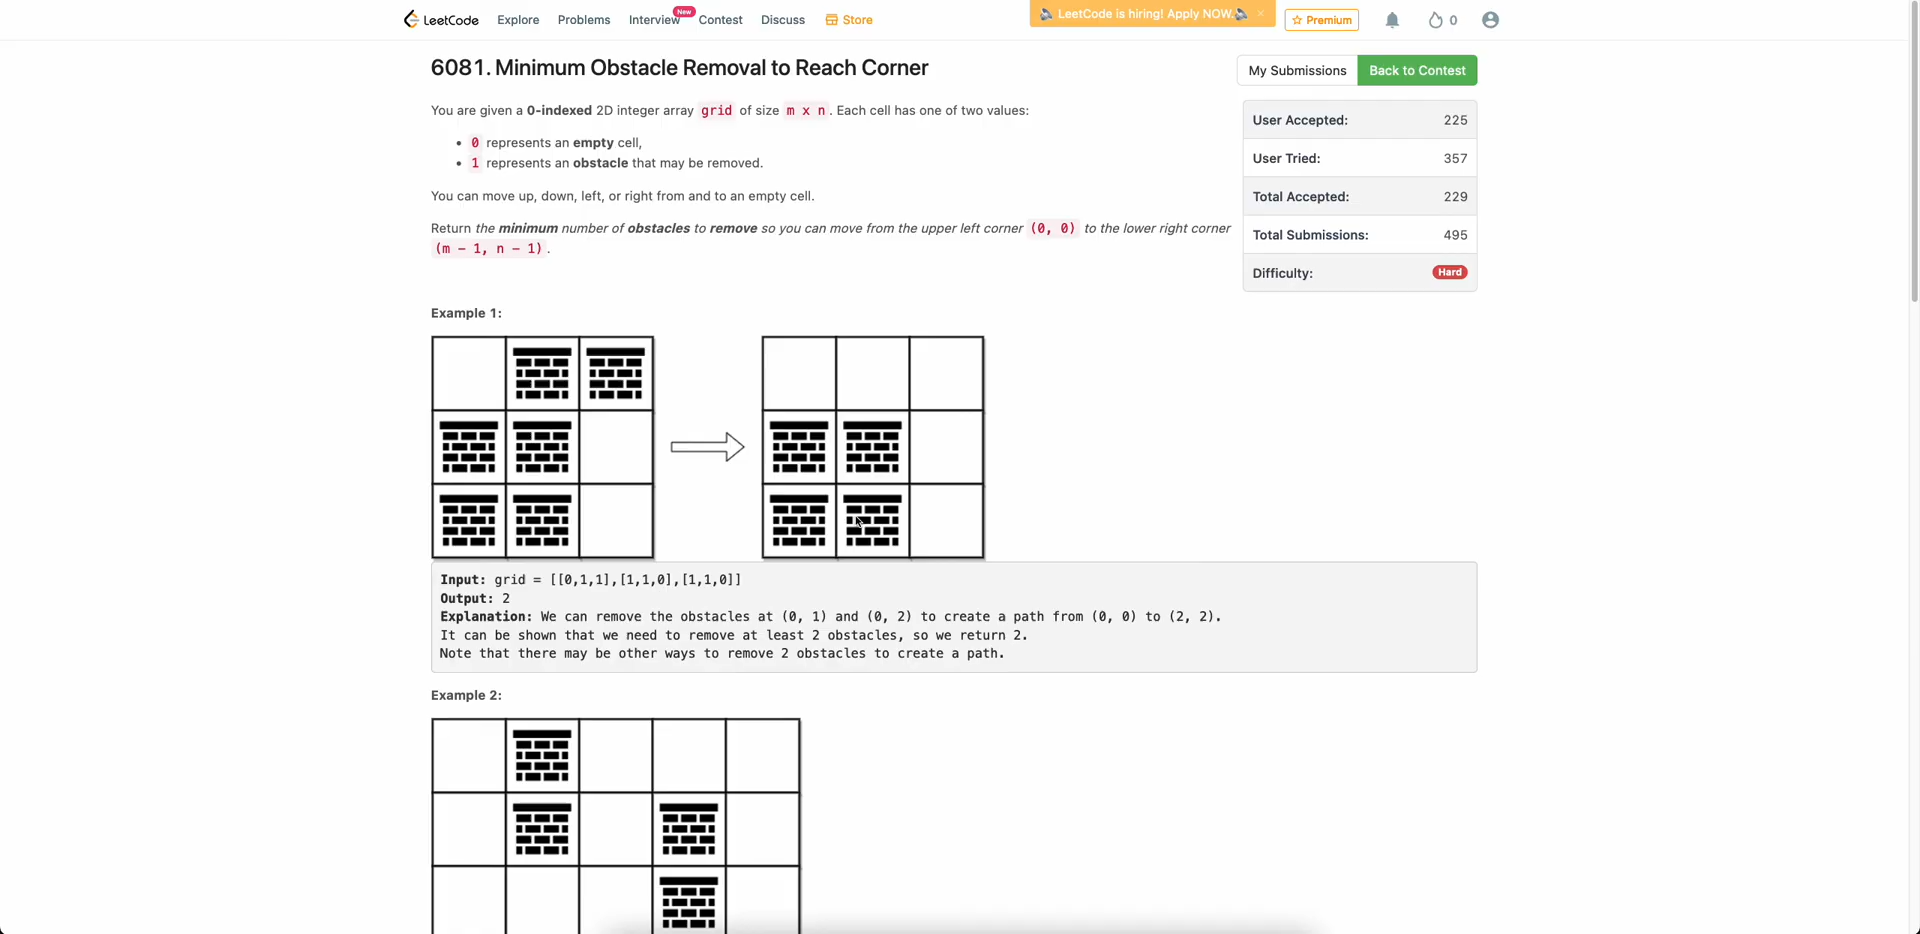 LeetCode Explore Problems Interview New Contest Discuss Store LeetCode is hiring! Apply NOW. × Premium 0
6081. Minimum Obstacle Removal to Reach Corner
My Submissions Back to Contest
You are given a 0-indexed 2D integer array grid of size m x n. Each cell has one of two values:
• 0 represents an empty cell,
• 1 represents an obstacle that may be removed.
You can move up, down, left, or right from and to an empty cell.
Return the minimum number of obstacles to remove so you can move from the upper left corner (0, 0) to the lower right corner
(m - 1, n - 1).
User Accepted: 225
User Tried: 357
Total Accepted: 229
Total Submissions: 495
Difficulty: Hard
Example 1:
Input: grid = [[0,1,1],[1,1,0],[1,1,0]]
Output: 2
Explanation: We can remove the obstacles at (0, 1) and (0, 2) to create a path from (0, 0) to (2, 2).
It can be shown that we need to remove at least 2 obstacles, so we return 2.
Note that there may be other ways to remove 2 obstacles to create a path.
Example 2: